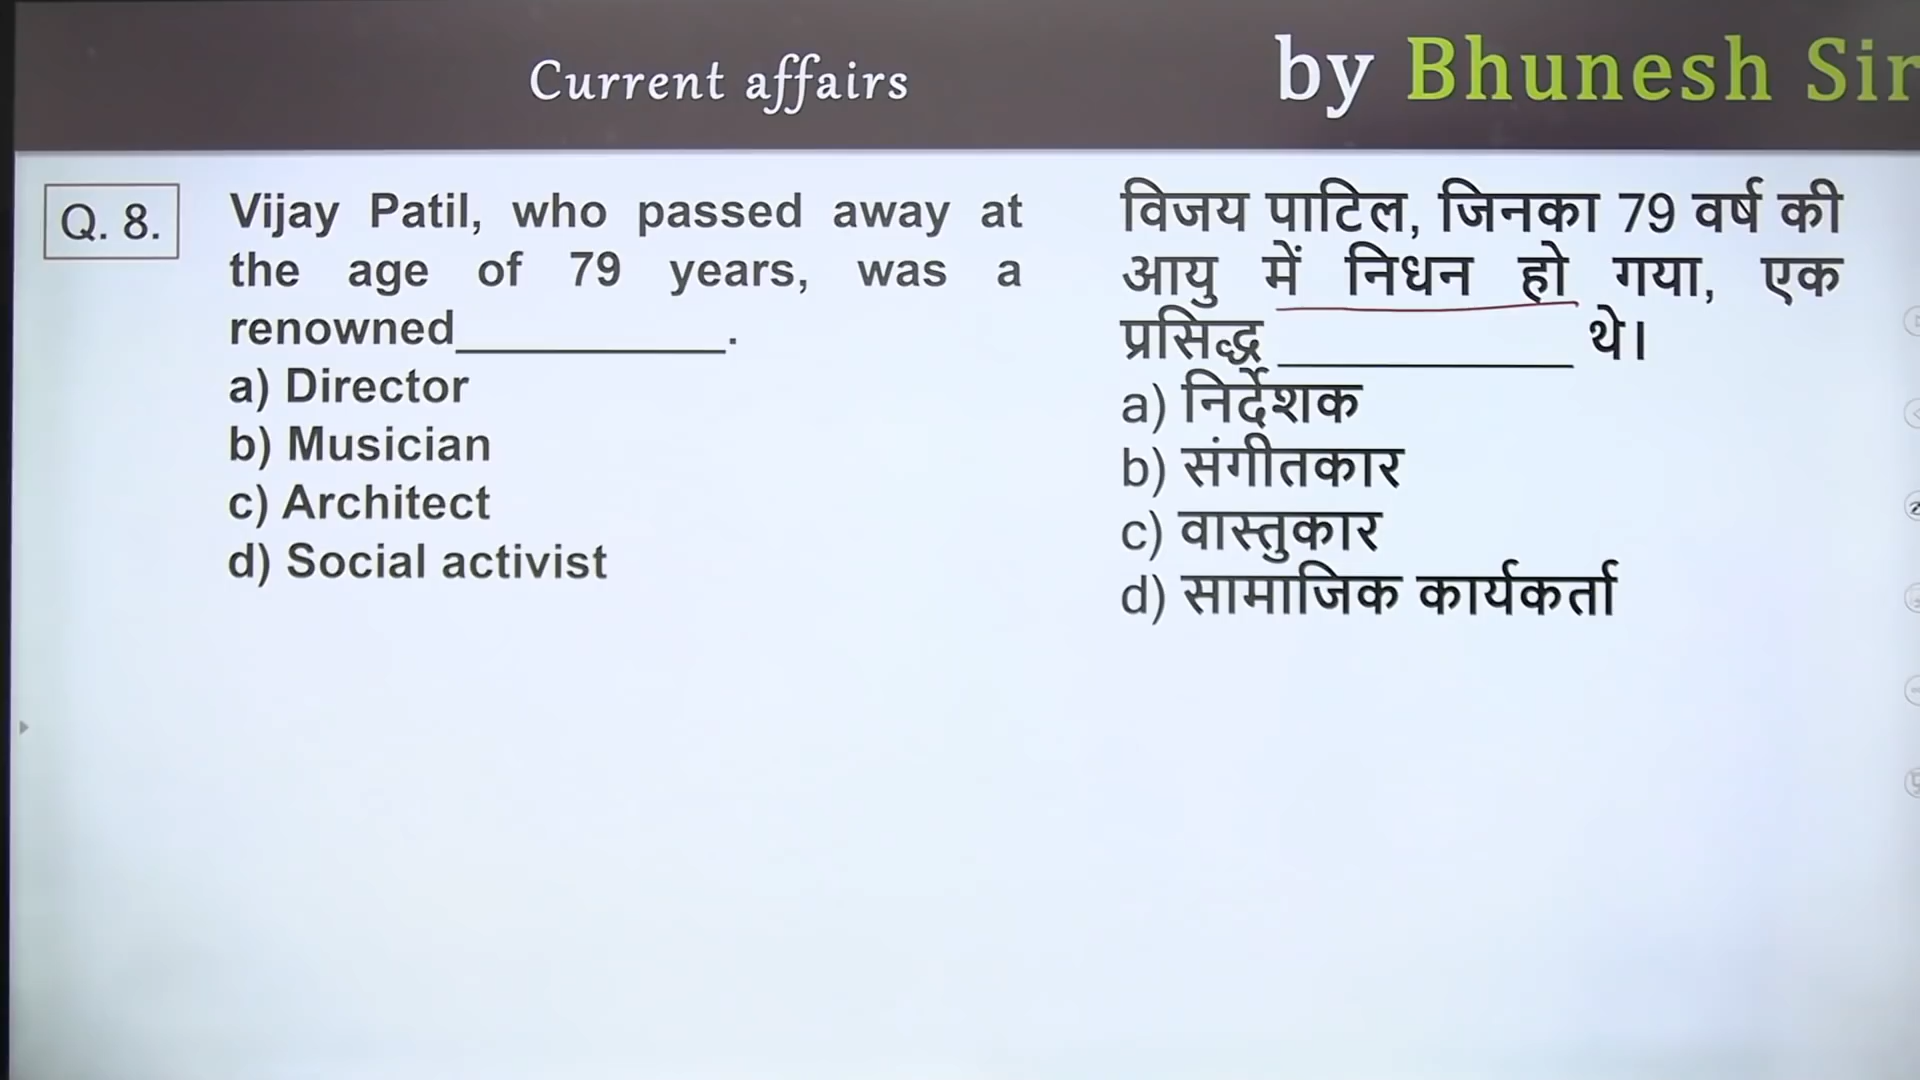 Current affairs
by Bhunesh Sir
Q. 8.
Vijay Patil, who passed away at
the age of 79 years, was a
renowned___________.
a) Director
b) Musician
c) Architect
d) Social activist
विजय पाटिल, जिनका 79 वर्ष की
आयु में निधन हो गया, एक
प्रसिद्ध ____________ थे।
a) निर्देशक
b) संगीतकार
c) वास्तुकार
d) सामाजिक कार्यकर्ता